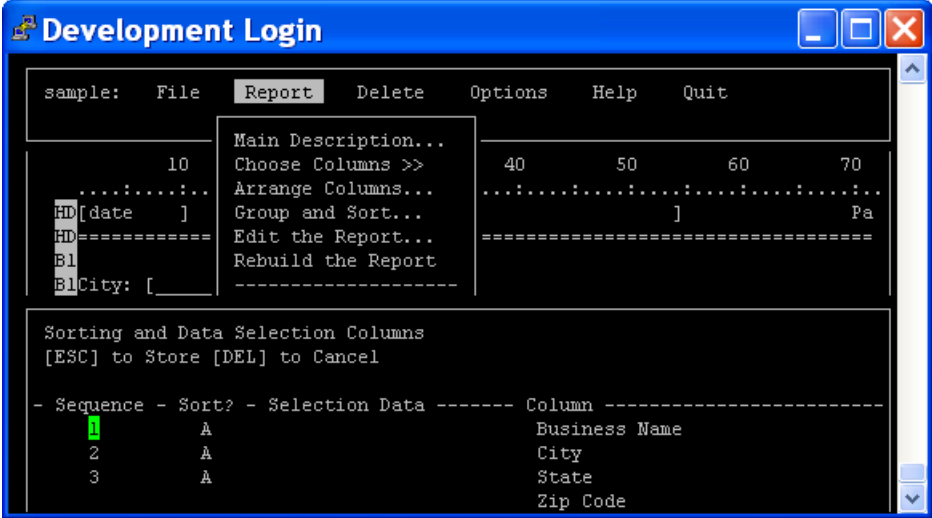 Development Login
sample: File Report Delete Options Help Quit
Main Description...
10 Choose Columns >> 40 50 60 70
....:....:.. Arrange Columns... ...:....:....:....:....:....:....:..
HD[date ] Group and Sort... ] Pa
HD============ Edit the Report... ===================================
B1 Rebuild the Report
B1City: [_____ --------------------
Sorting and Data Selection Columns
[ESC] to Store [DEL] to Cancel
- Sequence - Sort? - Selection Data ------- Column -------------------------
1 A Business Name
2 A City
3 A State
Zip Code